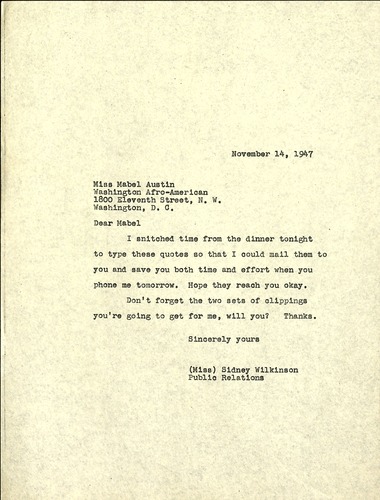 November 14, 1947
Miss Mabel Austin
Washington Afro-American
1800 Eleventh Street, N. W.
Washington, D. C.
Dear Mabel
I snitched time from the dinner tonight
to type these quotes so that I could mail them to
you and save you both time and effort when you
phone me tomorrow. Hope they reach you okay.
Don't forget the two sets of clippings
you're going to get for me, will you? Thanks.
Sincerely yours
(Miss) Sidney Wilkinson
Public Relations